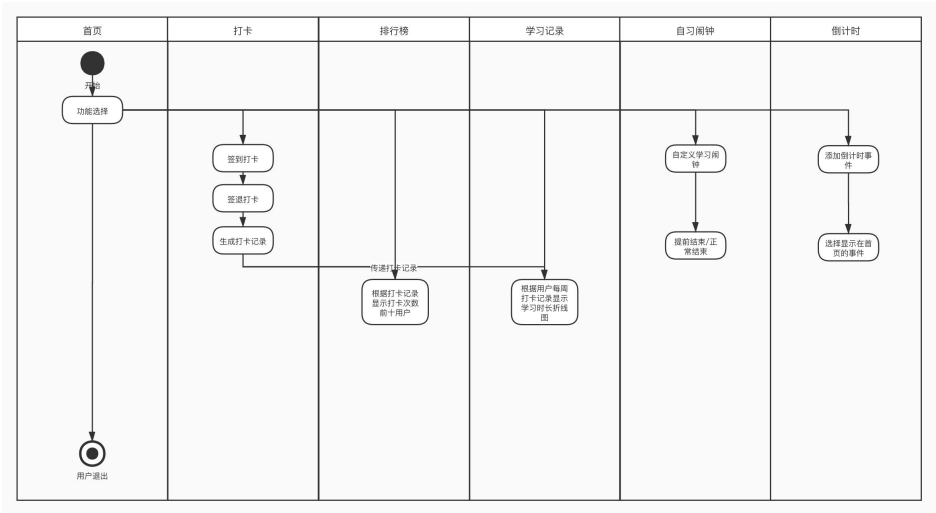 首页
打卡
排行榜
学习记录
自习闹钟
倒计时
开始
功能选择
签到打卡
签退打卡
生成打卡记录
传递打卡记录
根据打卡记录
显示打卡次数
前十用户
根据用户每周
打卡记录显示
学习时长折线
图
自定义学习闹
钟
提前结束/正
常结束
添加倒计时事
件
选择显示在首
页的事件
用户退出